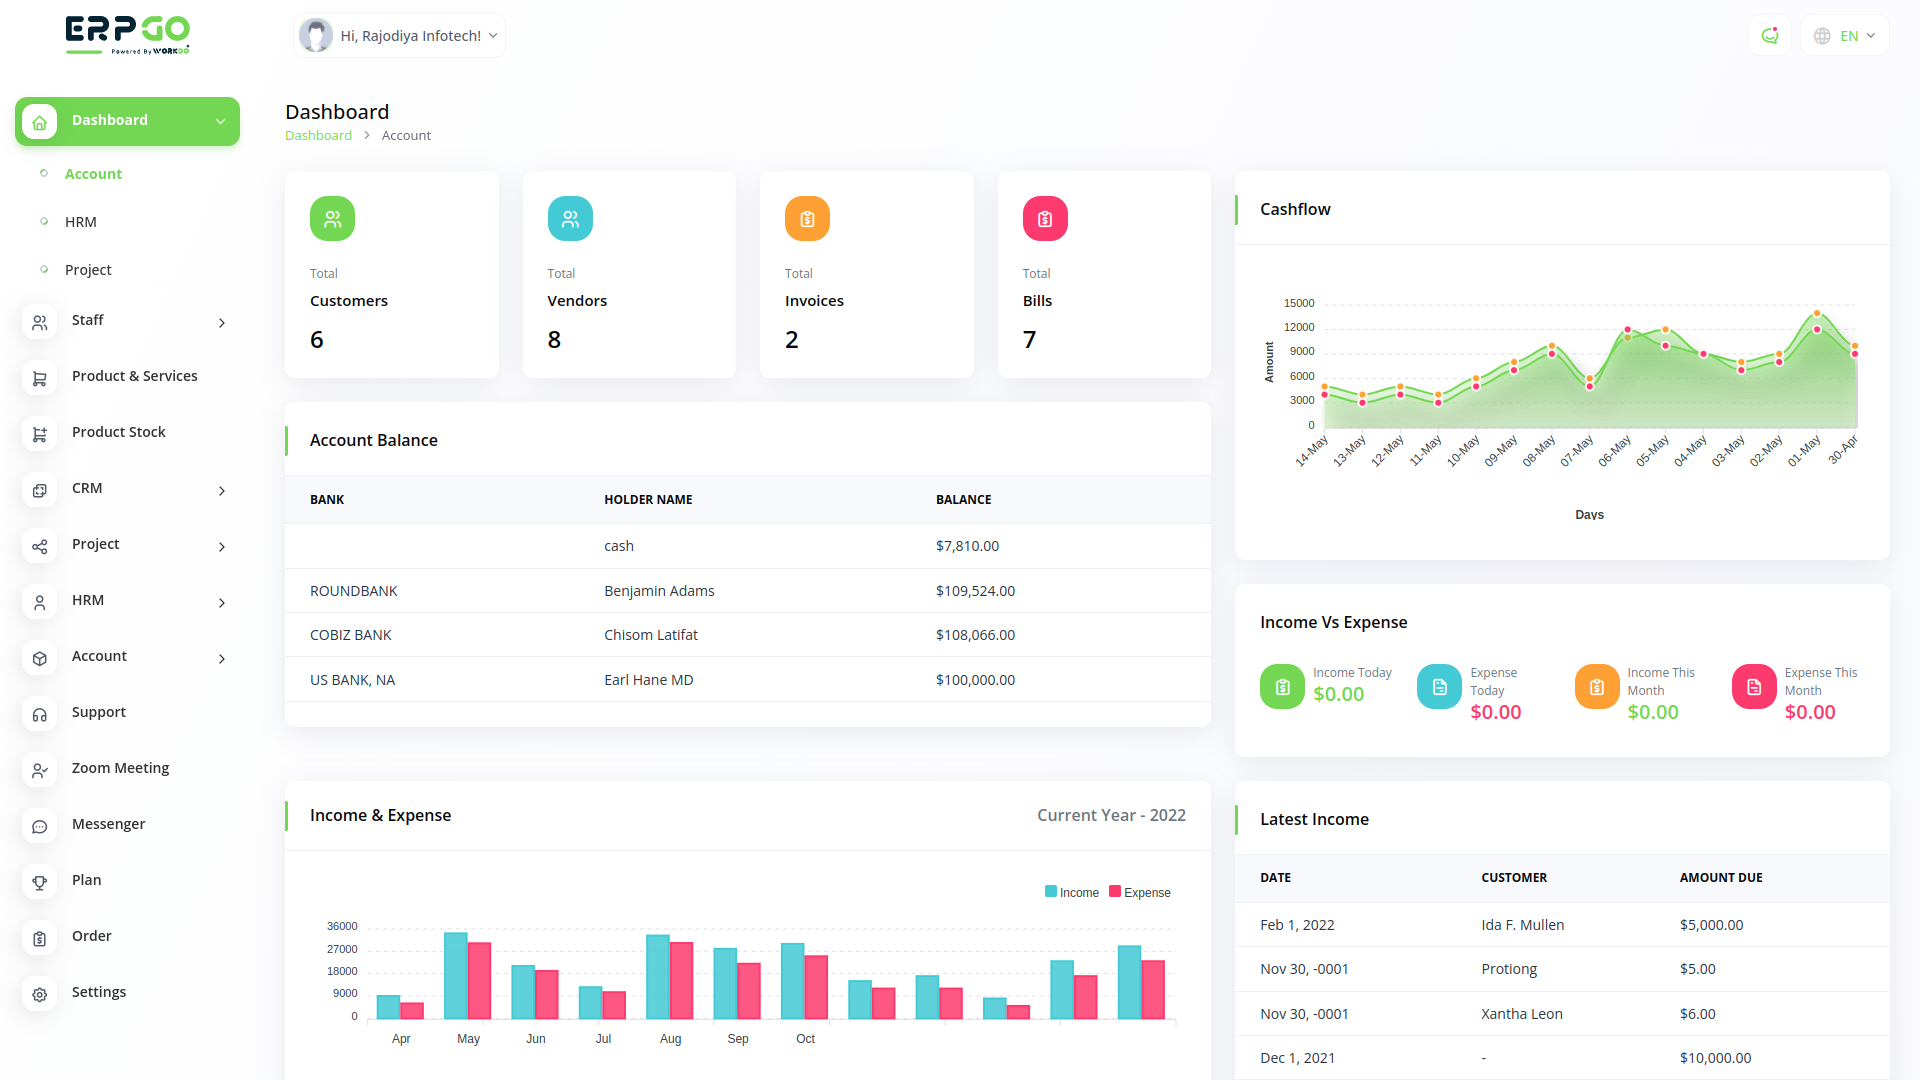 ERPGO
Powered By WORKDO
Hi, Rajodiya Infotech!
EN
Dashboard
Account
HRM
Project
Staff
Product & Services
Product Stock
CRM
Project
HRM
Account
Support
Zoom Meeting
Messenger
Plan
Order
Settings
Dashboard
Dashboard > Account
Total
Customers
6
Total
Vendors
8
Total
Invoices
2
Total
Bills
7
Account Balance
BANK HOLDER NAME BALANCE
cash $7,810.00
ROUNDBANK Benjamin Adams $109,524.00
COBIZ BANK Chisom Latifat $108,066.00
US BANK, NA Earl Hane MD $100,000.00
Cashflow
15000
12000
9000
6000
3000
0
Amount
14-May 13-May 12-May 11-May 10-May 09-May 08-May 07-May 06-May 05-May 04-May 03-May 02-May 01-May 30-Apr
Days
Income Vs Expense
Income Today
$0.00
Expense
Today
$0.00
Income This
Month
$0.00
Expense This
Month
$0.00
Income & Expense
Current Year - 2022
Income Expense
36000
27000
18000
9000
0
Apr May Jun Jul Aug Sep Oct
Latest Income
DATE CUSTOMER AMOUNT DUE
Feb 1, 2022 Ida F. Mullen $5,000.00
Nov 30, -0001 Protiong $5.00
Nov 30, -0001 Xantha Leon $6.00
Dec 1, 2021 - $10,000.00